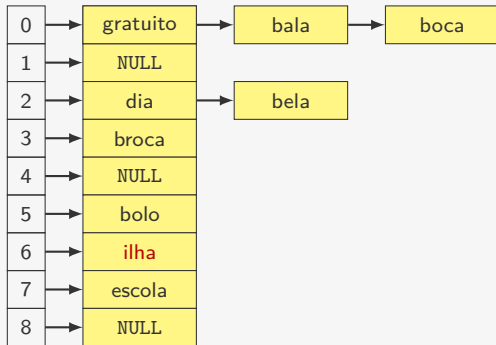 0 gratuito bala boca
1 NULL
2 dia bela
3 broca
4 NULL
5 bolo
6 ilha
7 escola
8 NULL